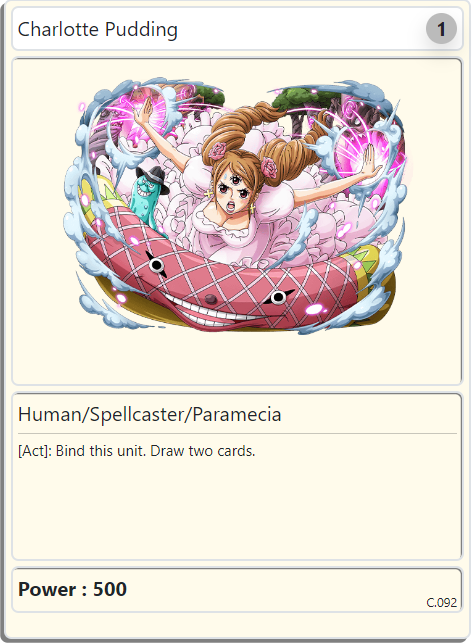 Charlotte Pudding
1
Human/Spellcaster/Paramecia
[Act]: Bind this unit. Draw two cards.
Power : 500
C.092